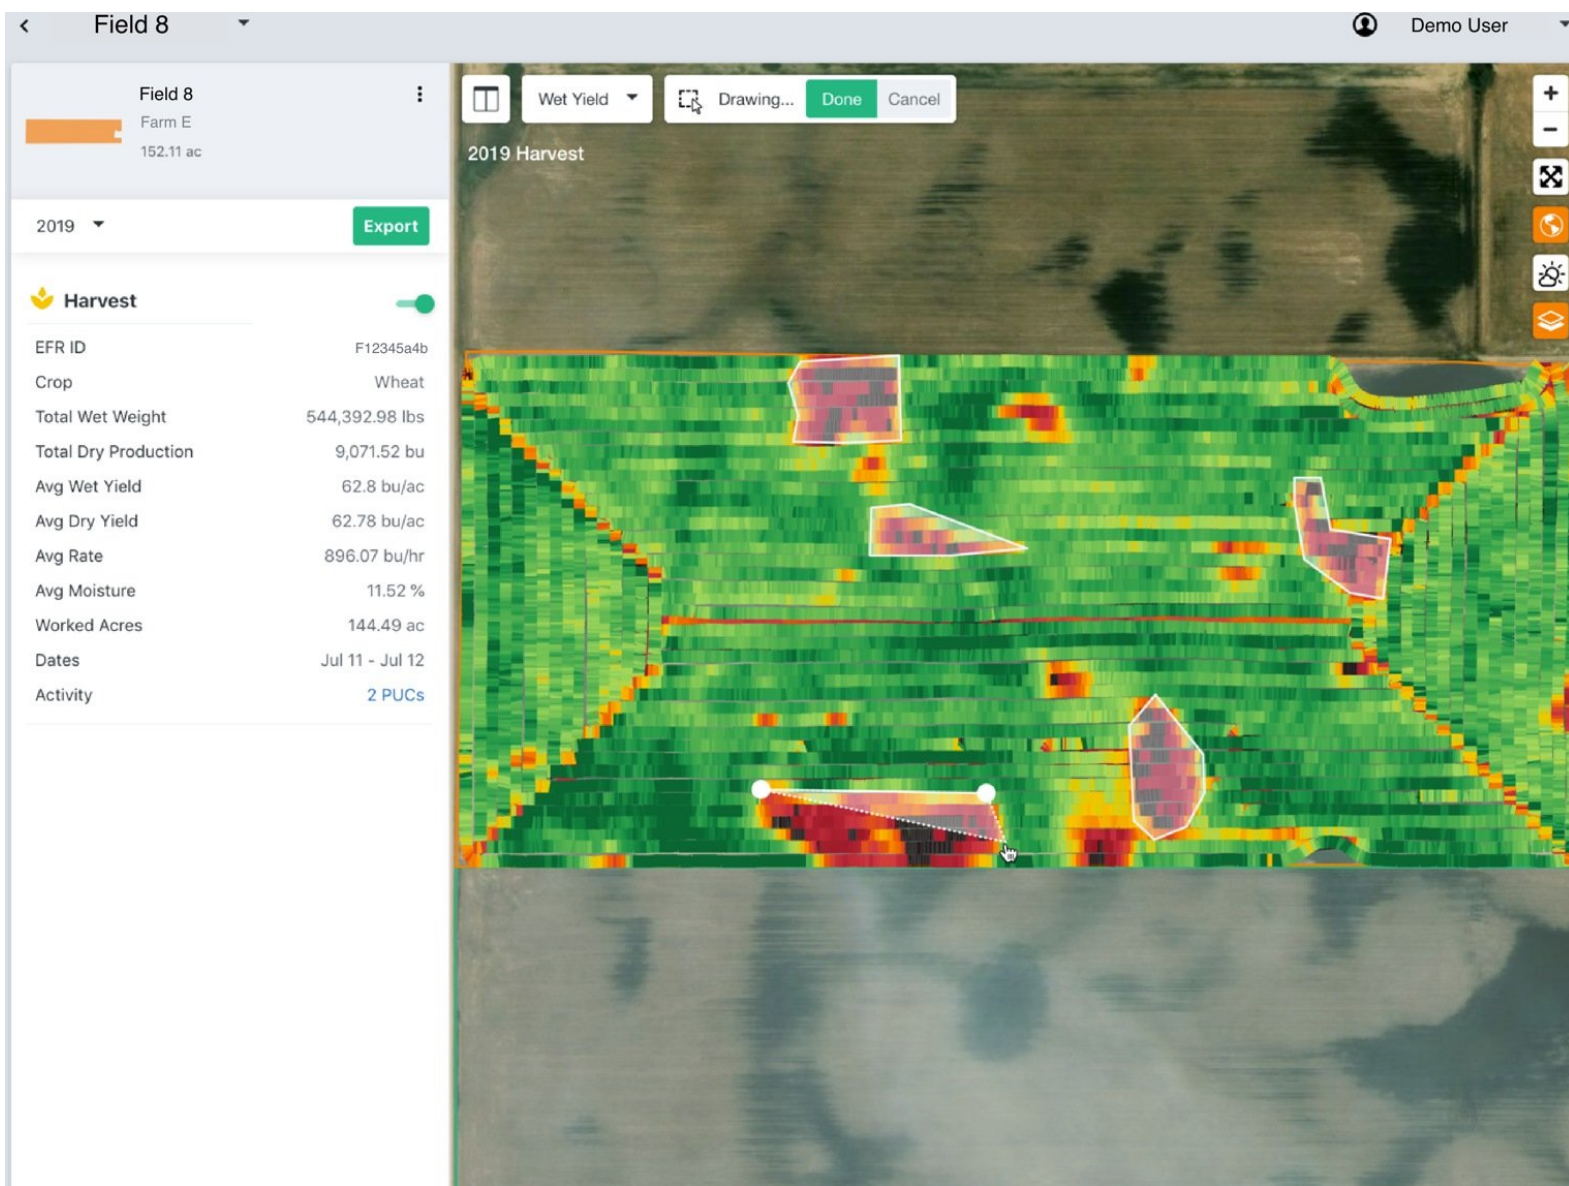 Field 8
Demo User
Field 8
Farm E
152.11 ac
2019
Export
Harvest
EFR ID F12345a4b
Crop Wheat
Total Wet Weight 544,392.98 lbs
Total Dry Production 9,071.52 bu
Avg Wet Yield 62.8 bu/ac
Avg Dry Yield 62.78 bu/ac
Avg Rate 896.07 bu/hr
Avg Moisture 11.52 %
Worked Acres 144.49 ac
Dates Jul 11 - Jul 12
Activity 2 PUCs
Wet Yield
Drawing...
Done
Cancel
2019 Harvest